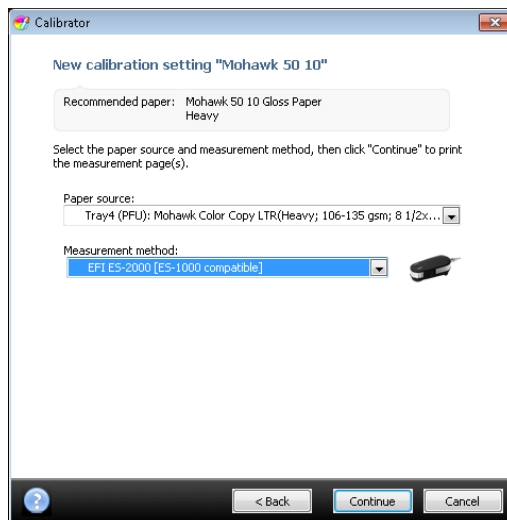 Calibrator
New calibration setting "Mohawk 50 10"
Recommended paper: Mohawk 50 10 Gloss Paper
Heavy
Select the paper source and measurement method, then click "Continue" to print
the measurement page(s).
Paper source:
Tray4 (PFU): Mohawk Color Copy LTR(Heavy; 106-135 gsm; 8 1/2x...
Measurement method:
EFI ES-2000 [ES-1000 compatible]
?
< Back
Continue
Cancel